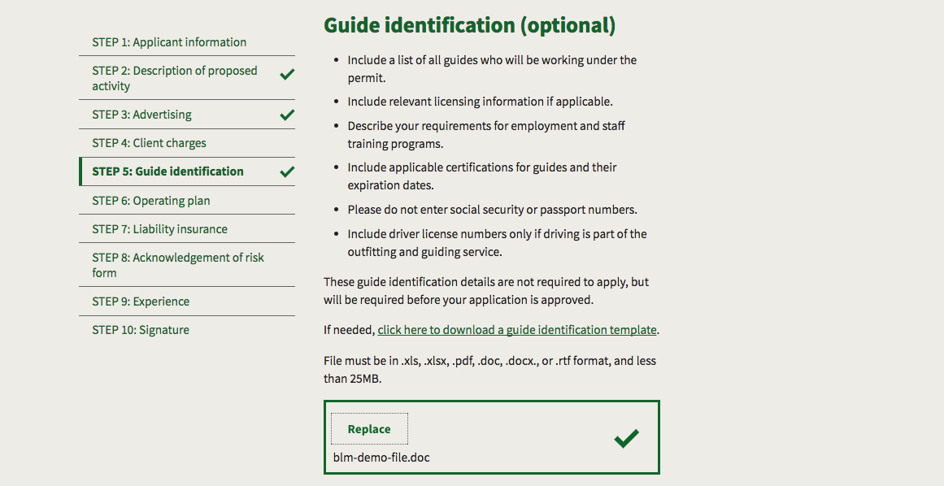 STEP 1: Applicant information
STEP 2: Description of proposed
activity
STEP 3: Advertising
STEP 4: Client charges
STEP 5: Guide identification
STEP 6: Operating plan
STEP 7: Liability insurance
STEP 8: Acknowledgement of risk
form
STEP 9: Experience
STEP 10: Signature
Guide identification (optional)
• Include a list of all guides who will be working under the
permit.
• Include relevant licensing information if applicable.
• Describe your requirements for employment and staff
training programs.
• Include applicable certifications for guides and their
expiration dates.
• Please do not enter social security or passport numbers.
• Include driver license numbers only if driving is part of the
outfitting and guiding service.
These guide identification details are not required to apply, but
will be required before your application is approved.
If needed, click here to download a guide identification template.
File must be in .xls, .xlsx, .pdf, .doc, .docx., or .rtf format, and less
than 25MB.
Replace
blm-demo-file.doc